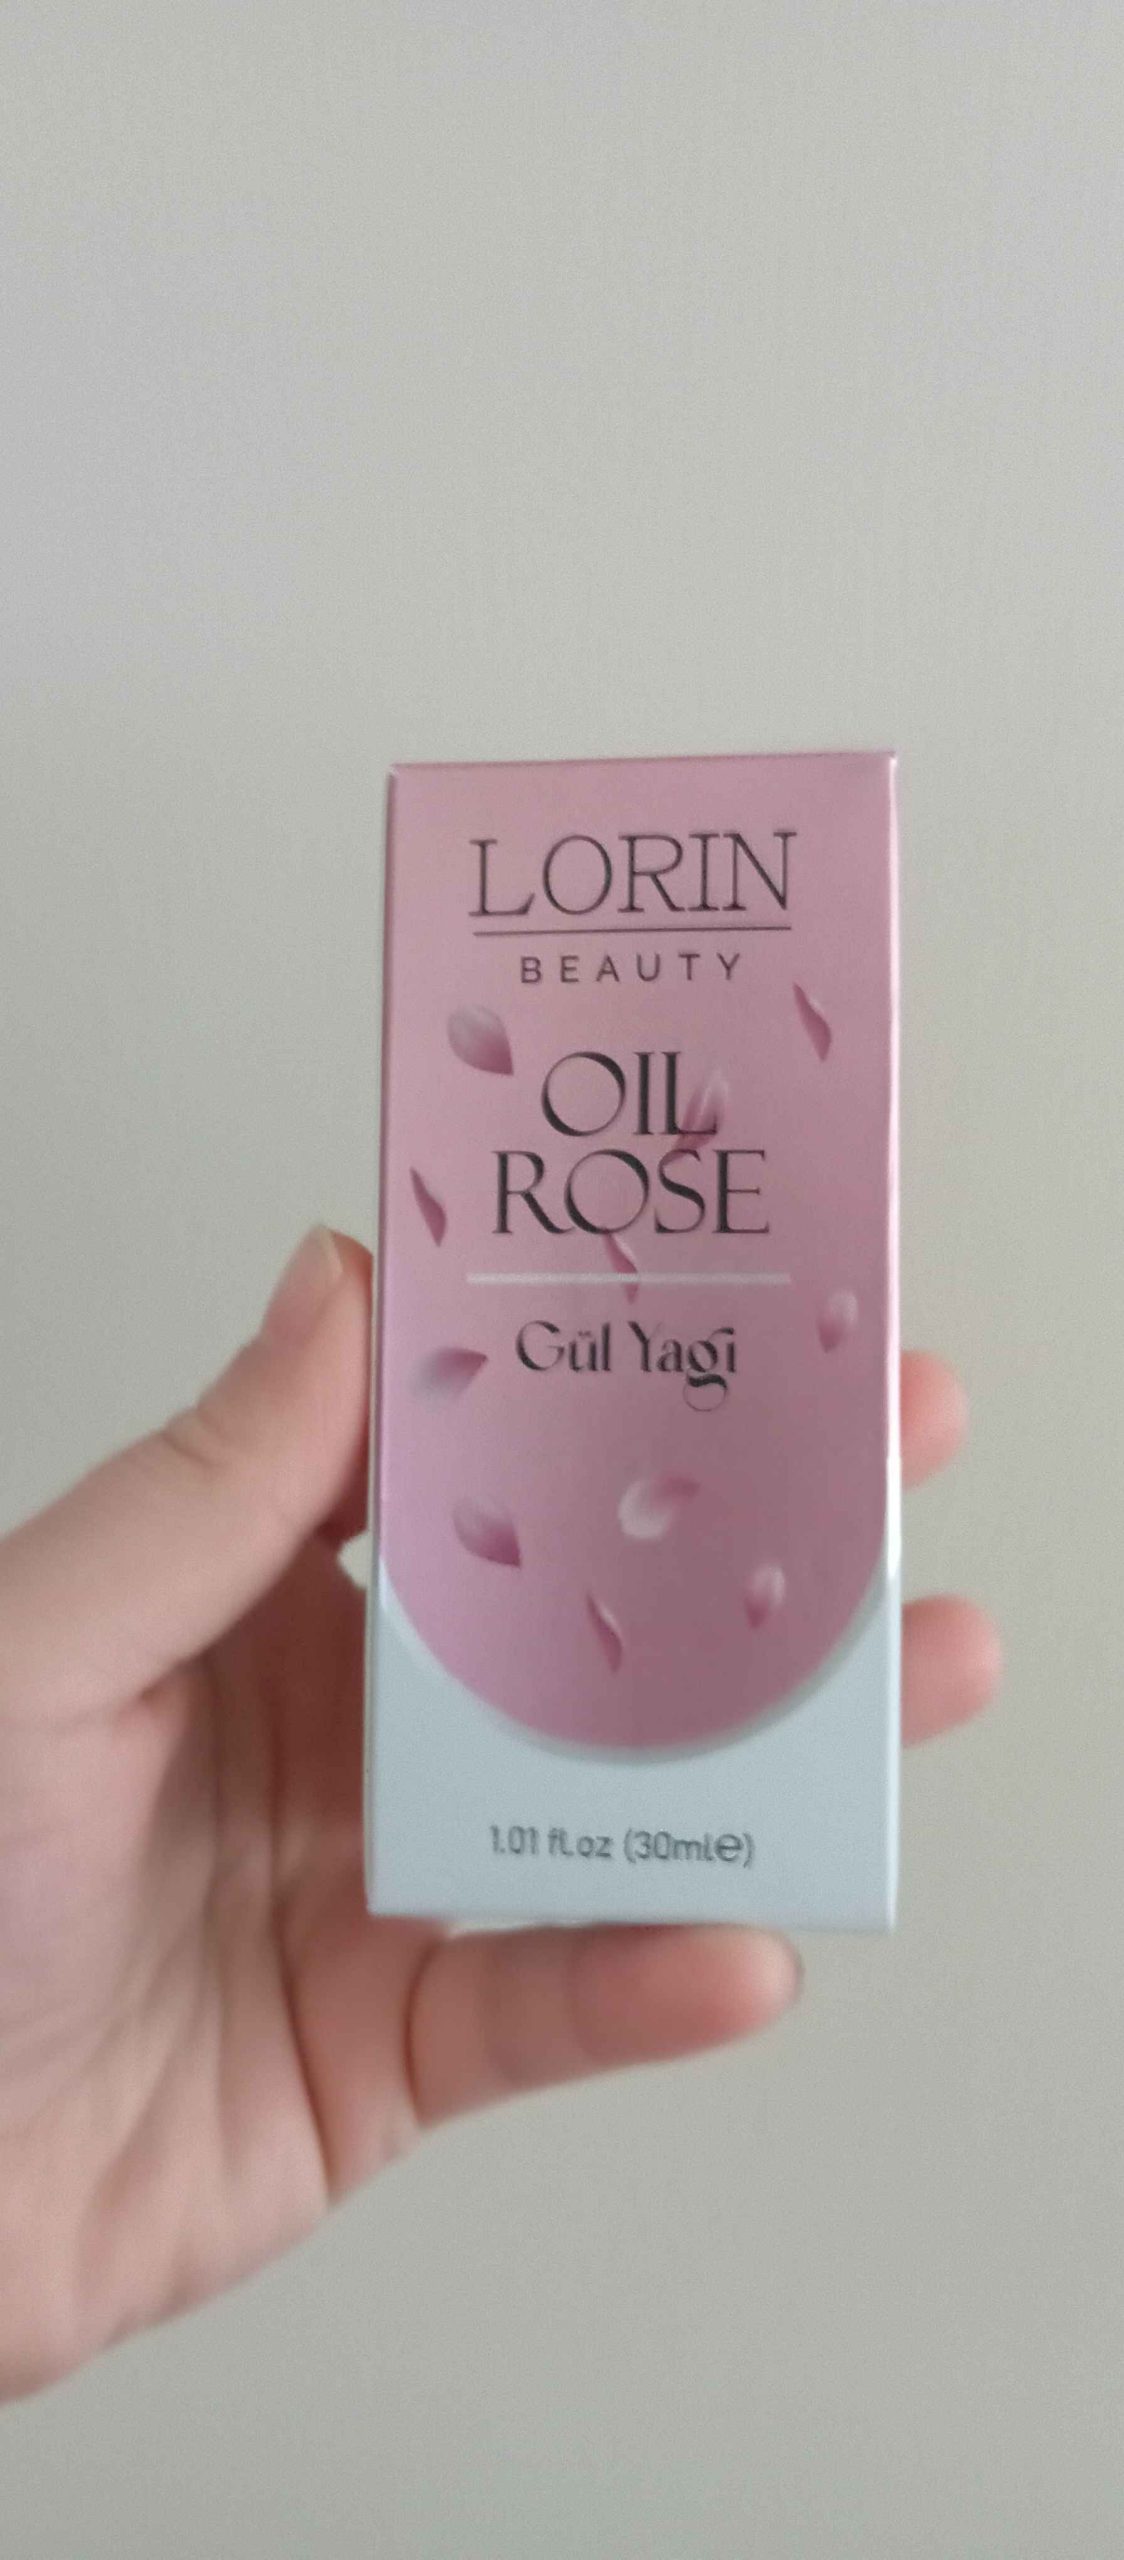 LORIN
BEAUTY
OIL
ROSE
Gül Yagi
1.01 fl.oz (30ml℮)